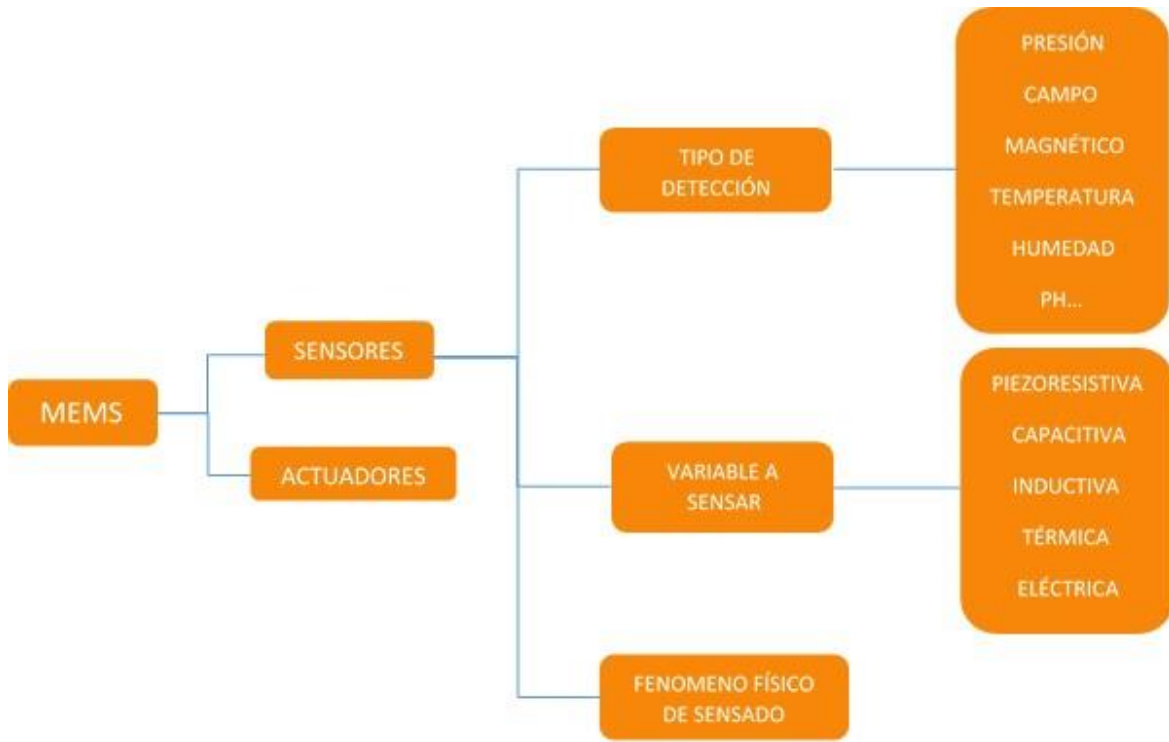 MEMS
SENSORES
ACTUADORES
TIPO DE
DETECCIÓN
VARIABLE A
SENSAR
FENOMENO FÍSICO
DE SENSADO
PRESIÓN
CAMPO
MAGNÉTICO
TEMPERATURA
HUMEDAD
PH...
PIEZORESISTIVA
CAPACITIVA
INDUCTIVA
TÉRMICA
ELÉCTRICA